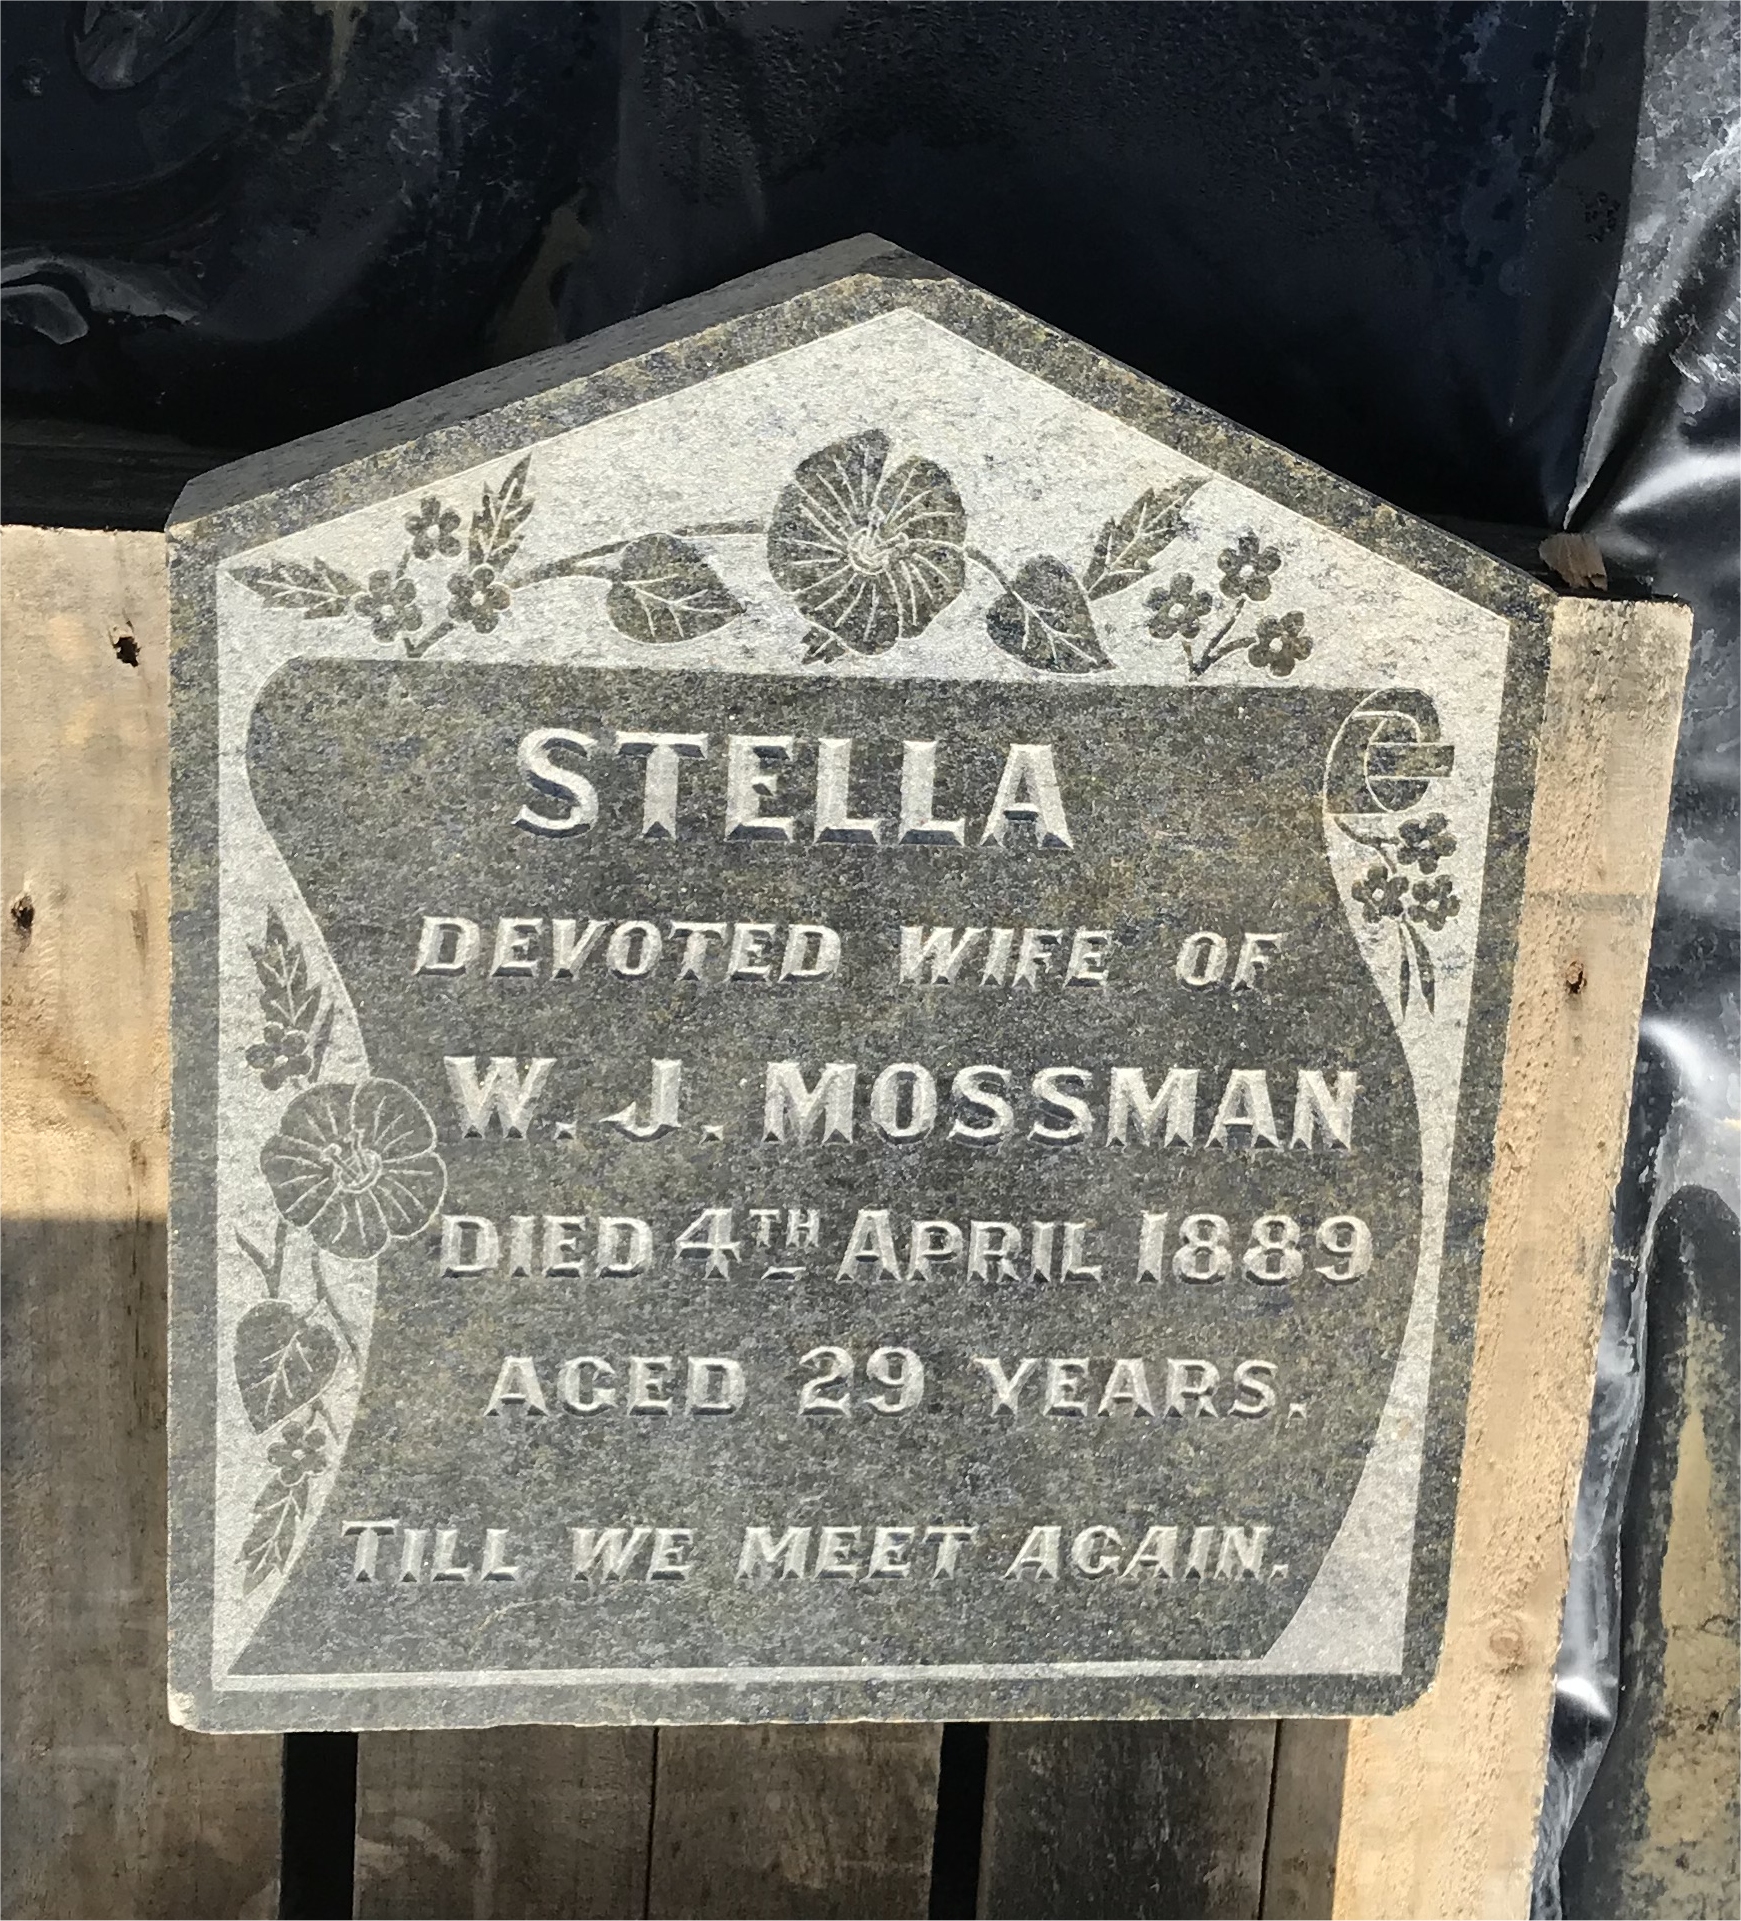 STELLA
DEVOTED WIFE OF
W. J. MOSSMAN
DIED 4TH APRIL 1889
AGED 29 YEARS.
TILL WE MEET AGAIN.